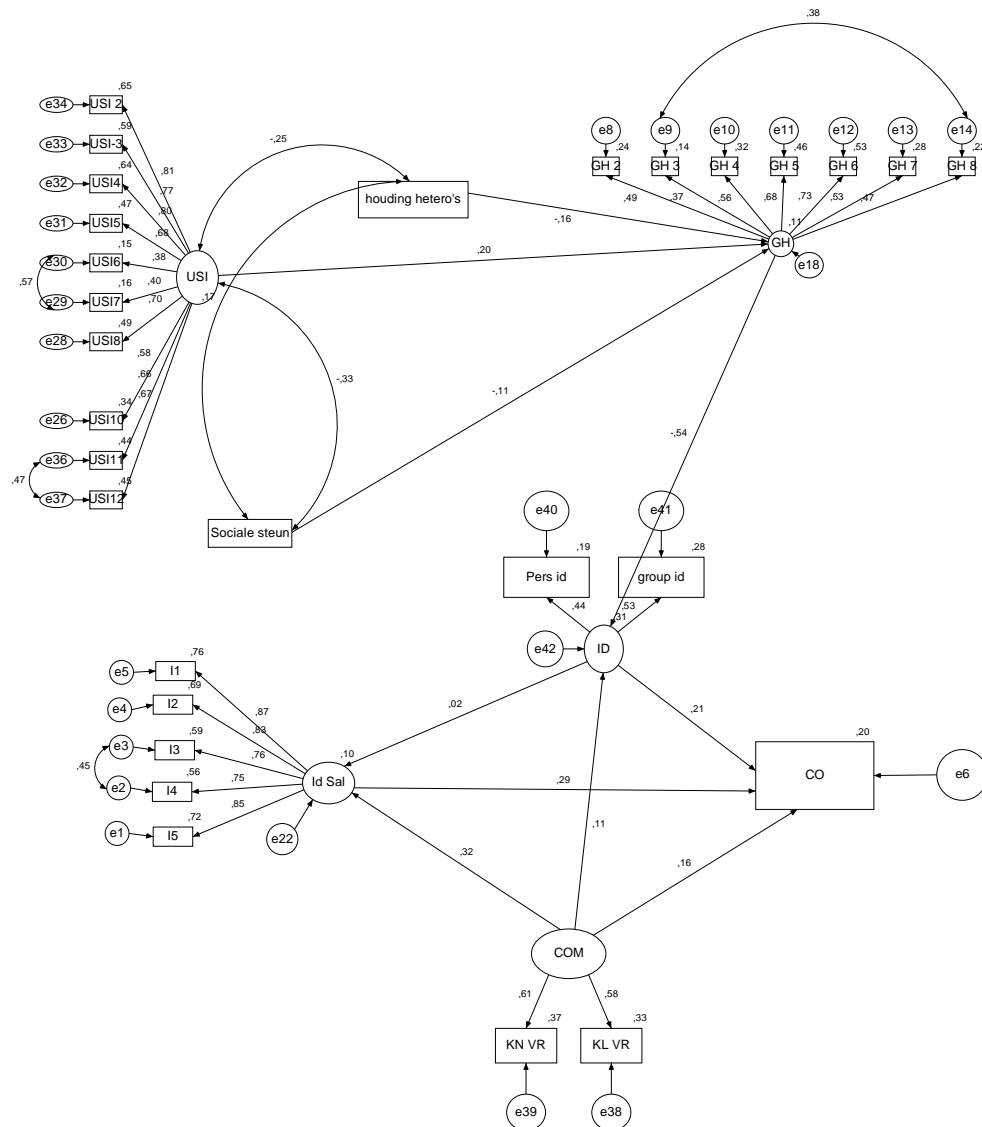 ,38
e8
e9
e10
e11
e12
e13
e14
,24
,14
,32
,46
,53
,28
,22
GH 2
GH 3
GH 4
GH 5
GH 6
GH 7
GH 8
,49
,37
,56
,68
,73
,53
,47
,11
GH
e18
,65
e34
USI 2
,59
e33
USI-3
,64
e32
USI4
,47
e31
USI5
,15
e30
USI6
,57
,16
e29
USI7
,49
e28
USI8
,34
e26
USI10
,44
e36
USI11
,47
,45
e37
USI12
,81
,77
,80
,68
,38
,40
,70
,58
,66
,67
USI
-,25
houding hetero's
-,16
,20
,17
-,33
-,11
-,54
Sociale steun
e40
e41
,19
,28
Pers id
group id
,44
,53
,31
e42
ID
,76
e5
I1
,69
e4
I2
,59
e3
I3
,45
,56
e2
I4
,72
e1
I5
,87
,83
,76
,75
,85
,10
Id Sal
e22
,02
,21
,20
CO
e6
,29
,11
,32
,16
COM
,61
,58
,37
,33
KN VR
KL VR
e39
e38